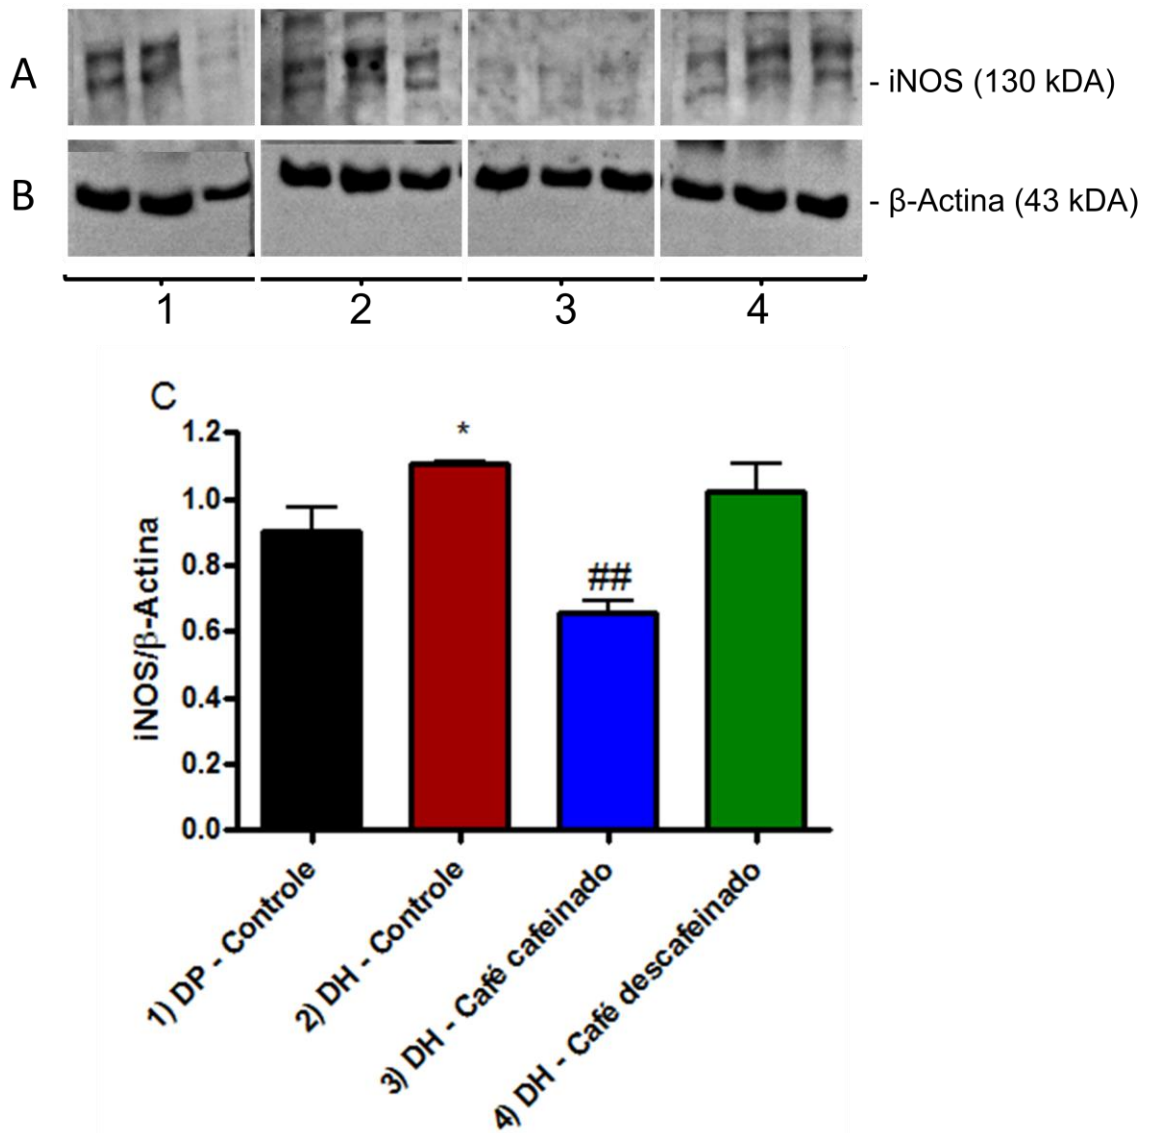 A
- iNOS (130 kDA)
B
- β-Actina (43 kDA)
1 2 3 4
C
*
##
iNOS/β-Actina
1.2
1.0
0.8
0.6
0.4
0.2
0.0
1) DP - Controle
2) DH - Controle
3) DH - Café cafeinado
4) DH - Café descafeinado